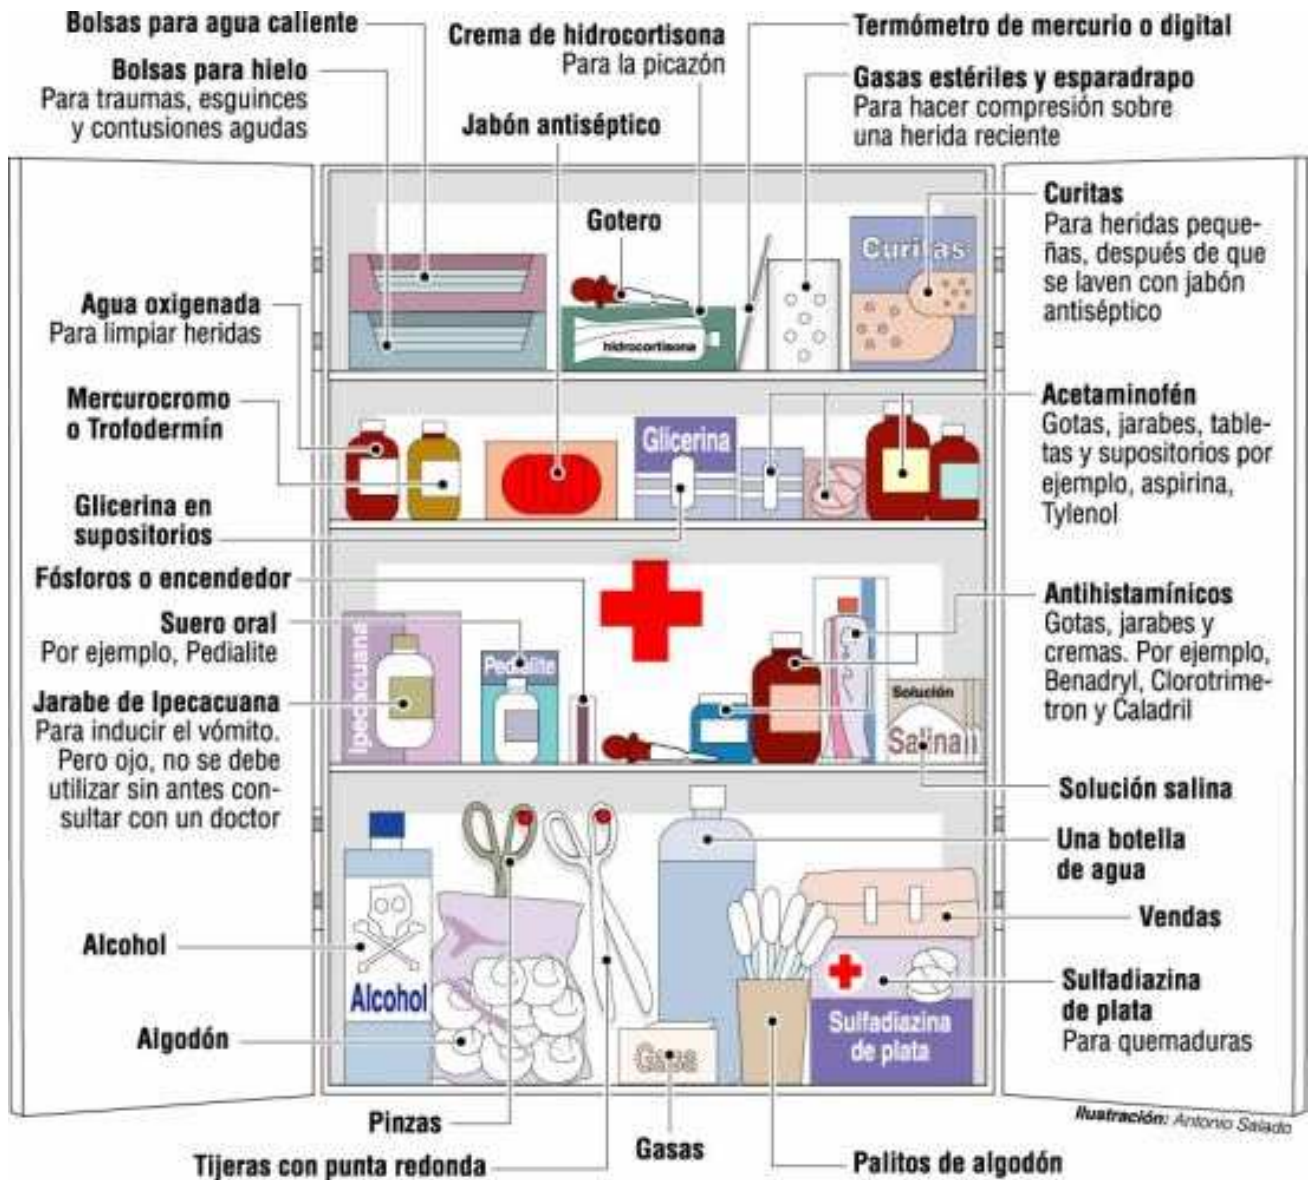 Bolsas para agua caliente
Bolsas para hielo
Para traumas, esguinces
y contusiones agudas
Crema de hidrocortisona
Para la picazón
Jabón antiséptico
Termómetro de mercurio o digital
Gasas estériles y esparadrapo
Para hacer compresión sobre
una herida reciente
Gotero
Curitas
Curitas
Para heridas peque-
ñas, después de que
se laven con jabón
antiséptico
hidrocortisona
Agua oxigenada
Para limpiar heridas
Mercurocromo
o Trofodermín
Glicerina en
supositorios
Glicerina
Acetaminofén
Gotas, jarabes, table-
tas y supositorios por
ejemplo, aspirina,
Tylenol
Fósforos o encendedor
Suero oral
Por ejemplo, Pedialite
Jarabe de Ipecacuana
Para inducir el vómito.
Pero ojo, no se debe
utilizar sin antes con-
sultar con un doctor
Ipecacuana
Pedialite
Solución
Salinan
Antihistamínicos
Gotas, jarabes y
cremas. Por ejemplo,
Benadryl, Clorotrime-
tron y Caladril
Solución salina
Una botella
de agua
Vendas
Sulfadiazina
de plata
Para quemaduras
Alcohol
Alcohol
Algodón
Gasa
Sulfadiazina
de plata
Pinzas
Tijeras con punta redonda
Gasas
Palitos de algodón
Ilustración: Antonio Salado